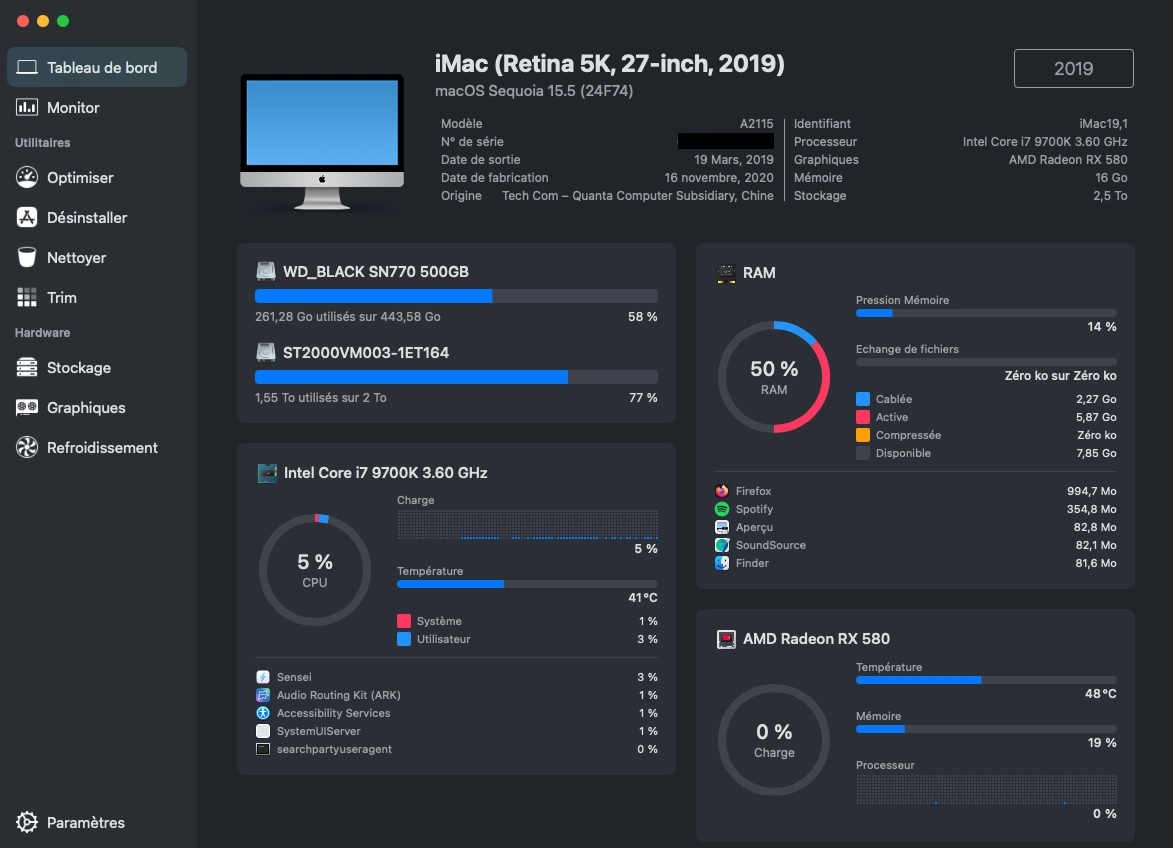 Tableau de bord
Monitor
Utilitaires
Optimiser
Désinstaller
Nettoyer
Trim
Hardware
Stockage
Graphiques
Refroidissement
Paramètres
iMac (Retina 5K, 27-inch, 2019)
macOS Sequoia 15.5 (24F74)
2019
Modèle A2115
N° de série
Date de sortie 19 Mars, 2019
Date de fabrication 16 novembre, 2020
Origine Tech Com – Quanta Computer Subsidiary, Chine
Identifiant iMac19,1
Processeur Intel Core i7 9700K 3.60 GHz
Graphiques AMD Radeon RX 580
Mémoire 16 Go
Stockage 2,5 To
WD_BLACK SN770 500GB
261,28 Go utilisés sur 443,58 Go 58 %
ST2000VM003-1ET164
1,55 To utilisés sur 2 To 77 %
Intel Core i7 9700K 3.60 GHz
5 %
CPU
Charge
5 %
Température
41°C
Système 1 %
Utilisateur 3 %
Sensei 3 %
Audio Routing Kit (ARK) 1 %
Accessibility Services 1 %
SystemUIServer 1 %
searchpartyuseragent 0 %
RAM
50 %
RAM
Pression Mémoire
14 %
Echange de fichiers
Zéro ko sur Zéro ko
Cablée 2,27 Go
Active 5,87 Go
Compressée Zéro ko
Disponible 7,85 Go
Firefox 994,7 Mo
Spotify 354,8 Mo
Aperçu 82,8 Mo
SoundSource 82,1 Mo
Finder 81,6 Mo
AMD Radeon RX 580
0 %
Charge
Température
48°C
Mémoire
19 %
Processeur
0 %